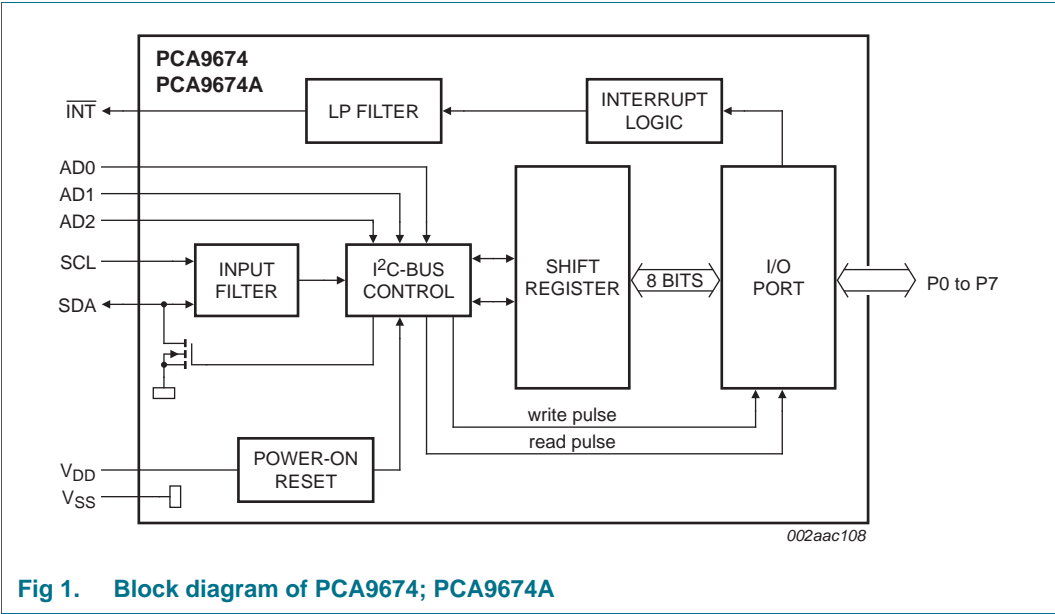 PCA9674
PCA9674A
INT
LP FILTER
INTERRUPT
LOGIC
AD0
AD1
AD2
SCL
SDA
INPUT
FILTER
I²C-BUS
CONTROL
SHIFT
REGISTER
8 BITS
I/O
PORT
P0 to P7
write pulse
read pulse
VDD
VSS
POWER-ON
RESET
002aac108
Fig 1. Block diagram of PCA9674; PCA9674A